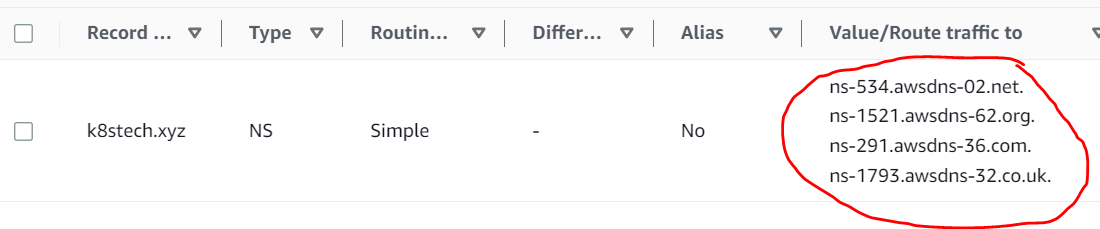 Record ... Type Routin... Differ... Alias Value/Route traffic to
k8stech.xyz NS Simple - No
ns-534.awsdns-02.net.
ns-1521.awsdns-62.org.
ns-291.awsdns-36.com.
ns-1793.awsdns-32.co.uk.